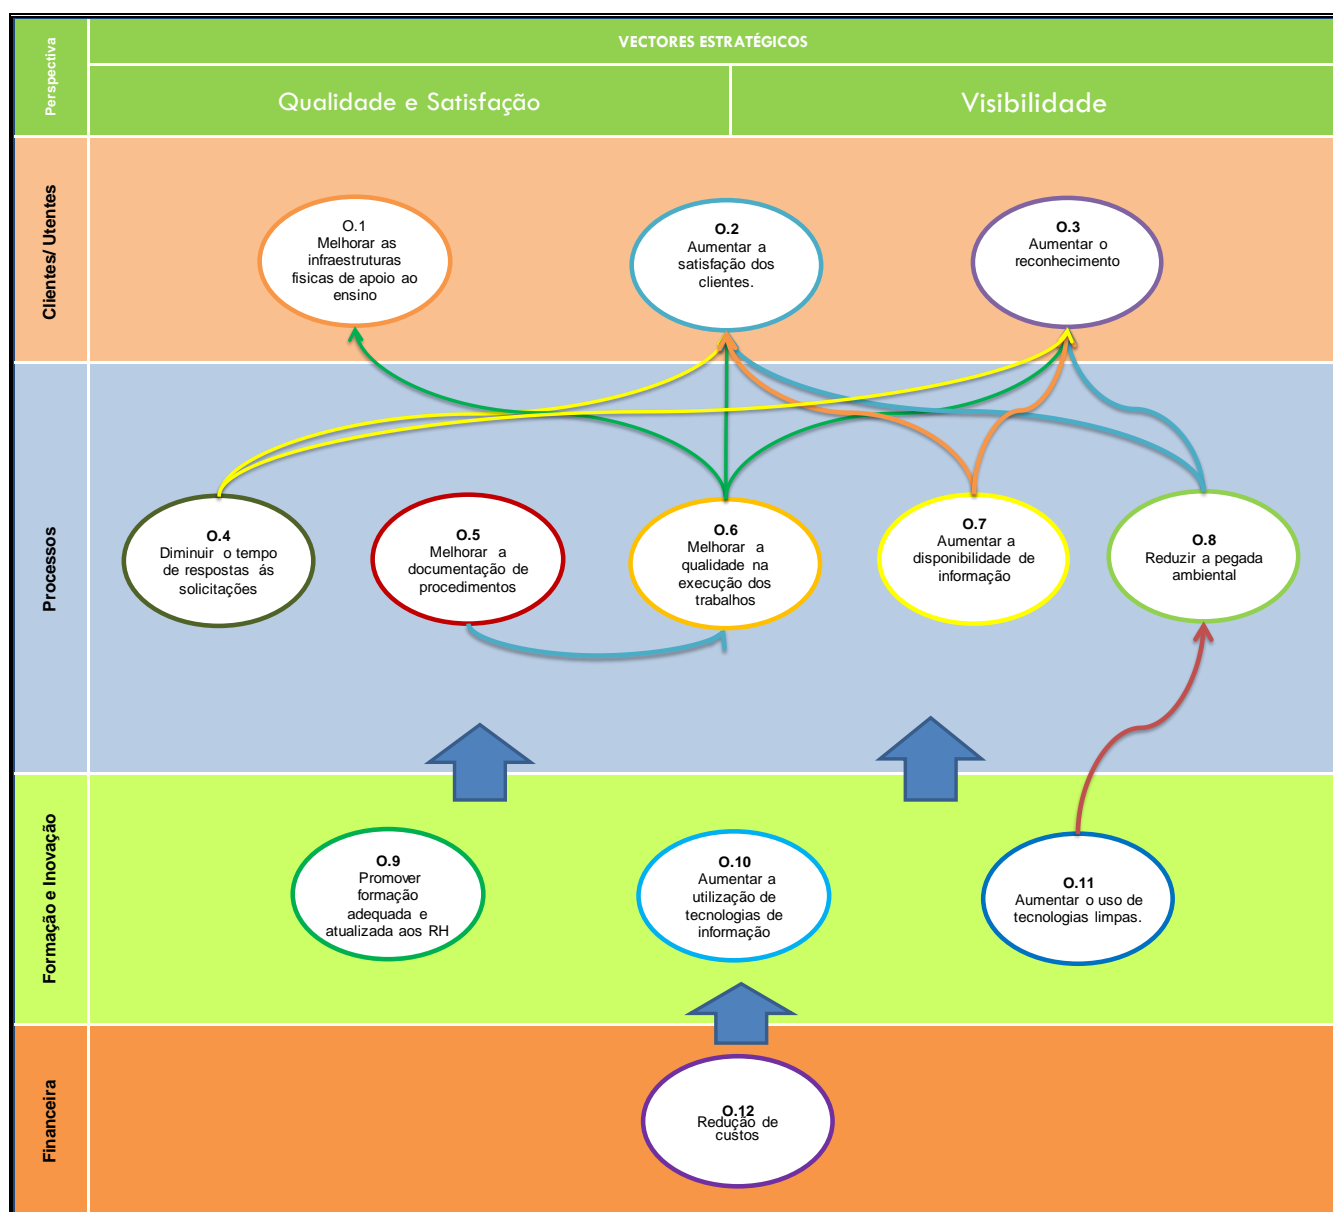 Perspectiva
VECTORES ESTRATÉGICOS
Qualidade e Satisfação
Visibilidade
Clientes/ Utentes
O.1
Melhorar as
infraestruturas
fisicas de apoio ao
ensino
O.2
Aumentar a
satisfação dos
clientes.
O.3
Aumentar o
reconhecimento
Processos
O.4
Diminuir o tempo
de respostas ás
solicitações
O.5
Melhorar a
documentação de
procedimentos
O.6
Melhorar a
qualidade na
execução dos
trabalhos
O.7
Aumentar a
disponibilidade de
informação
O.8
Reduzir a pegada
ambiental
Formação e Inovação
O.9
Promover
formação
adequada e
atualizada aos RH
O.10
Aumentar a
utilização de
tecnologias de
informação
O.11
Aumentar o uso de
tecnologias limpas.
Financeira
O.12
Redução de
custos